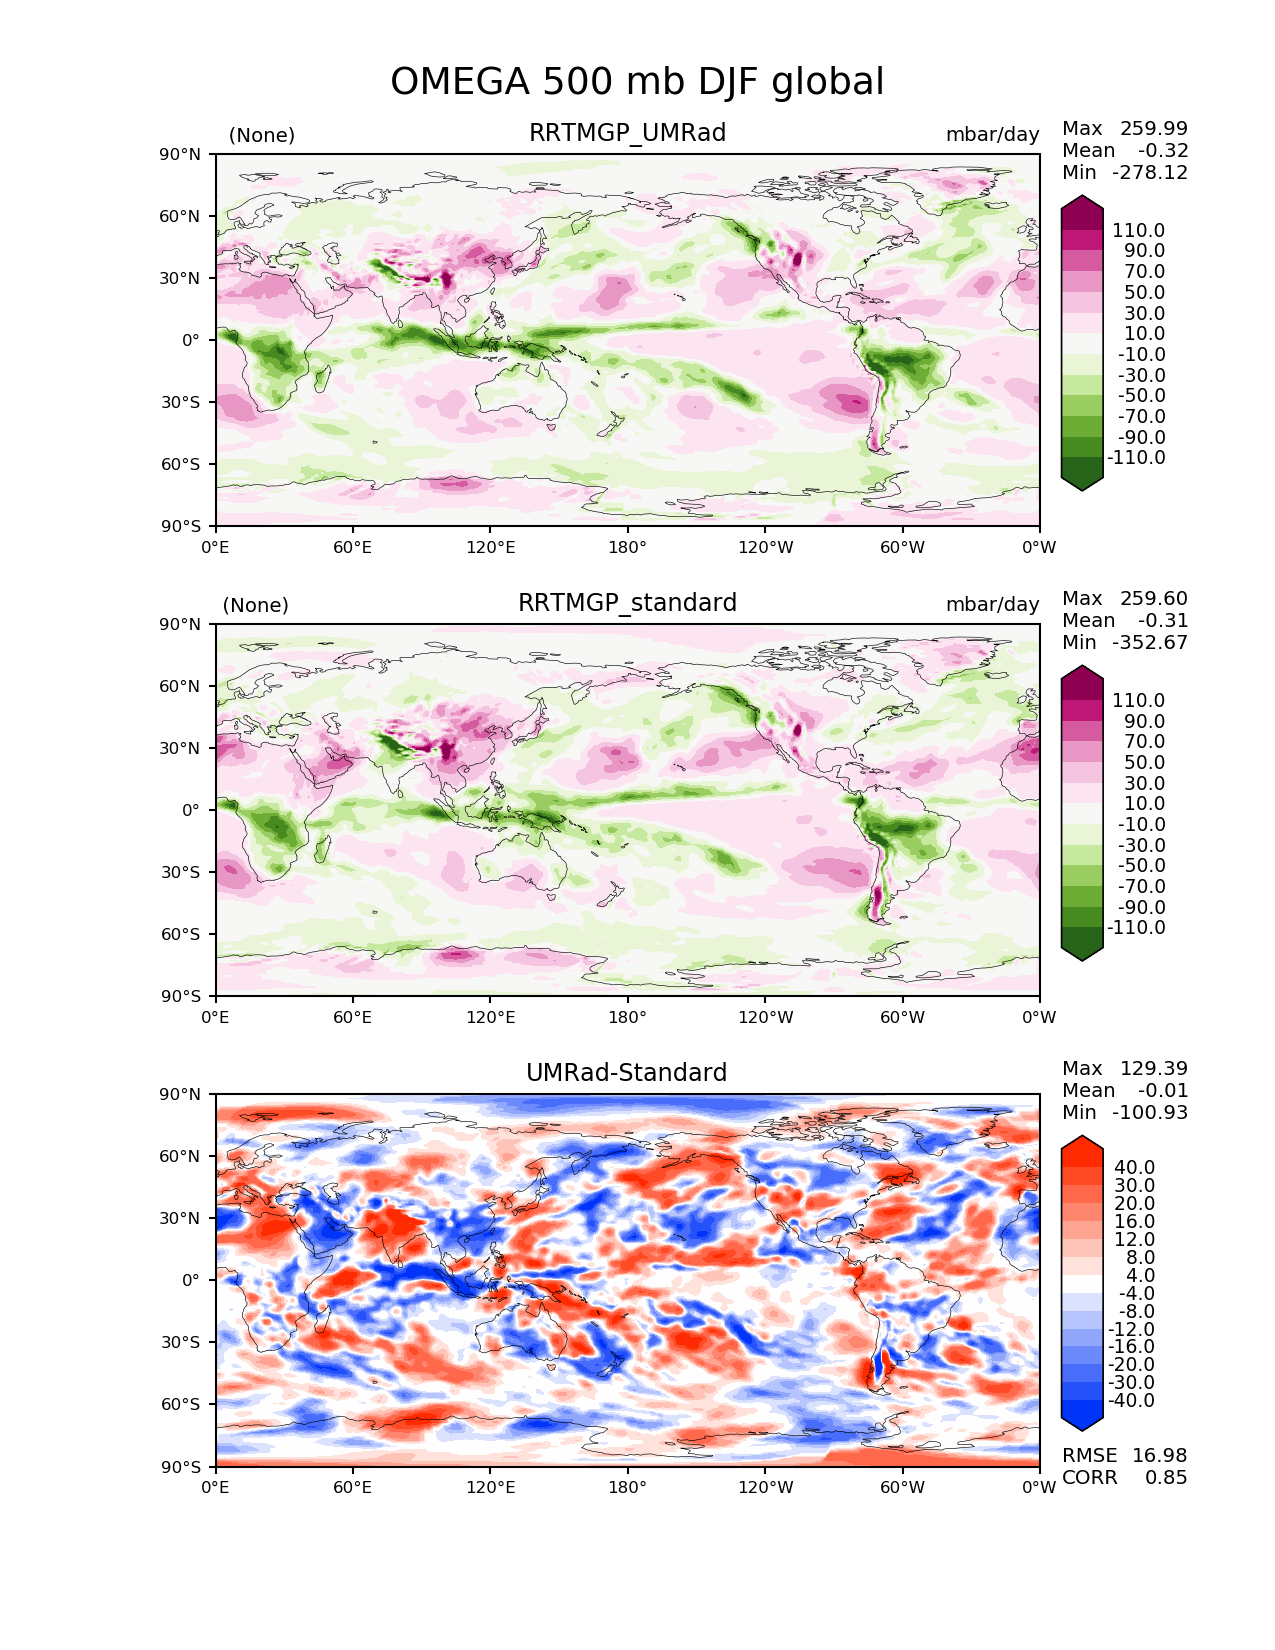 OMEGA 500 mb DJF global
(None) RRTMGP_UMRad mbar/day
Max 259.99
Mean -0.32
Min -278.12
90°N
60°N
30°N
0°
30°S
60°S
90°S
0°E 60°E 120°E 180° 120°W 60°W 0°W
110.0
90.0
70.0
50.0
30.0
10.0
-10.0
-30.0
-50.0
-70.0
-90.0
-110.0
(None) RRTMGP_standard mbar/day
Max 259.60
Mean -0.31
Min -352.67
90°N
60°N
30°N
0°
30°S
60°S
90°S
0°E 60°E 120°E 180° 120°W 60°W 0°W
110.0
90.0
70.0
50.0
30.0
10.0
-10.0
-30.0
-50.0
-70.0
-90.0
-110.0
UMRad-Standard
Max 129.39
Mean -0.01
Min -100.93
90°N
60°N
30°N
0°
30°S
60°S
90°S
0°E 60°E 120°E 180° 120°W 60°W 0°W
40.0
30.0
20.0
16.0
12.0
8.0
4.0
-4.0
-8.0
-12.0
-16.0
-20.0
-30.0
-40.0
RMSE 16.98
CORR 0.85